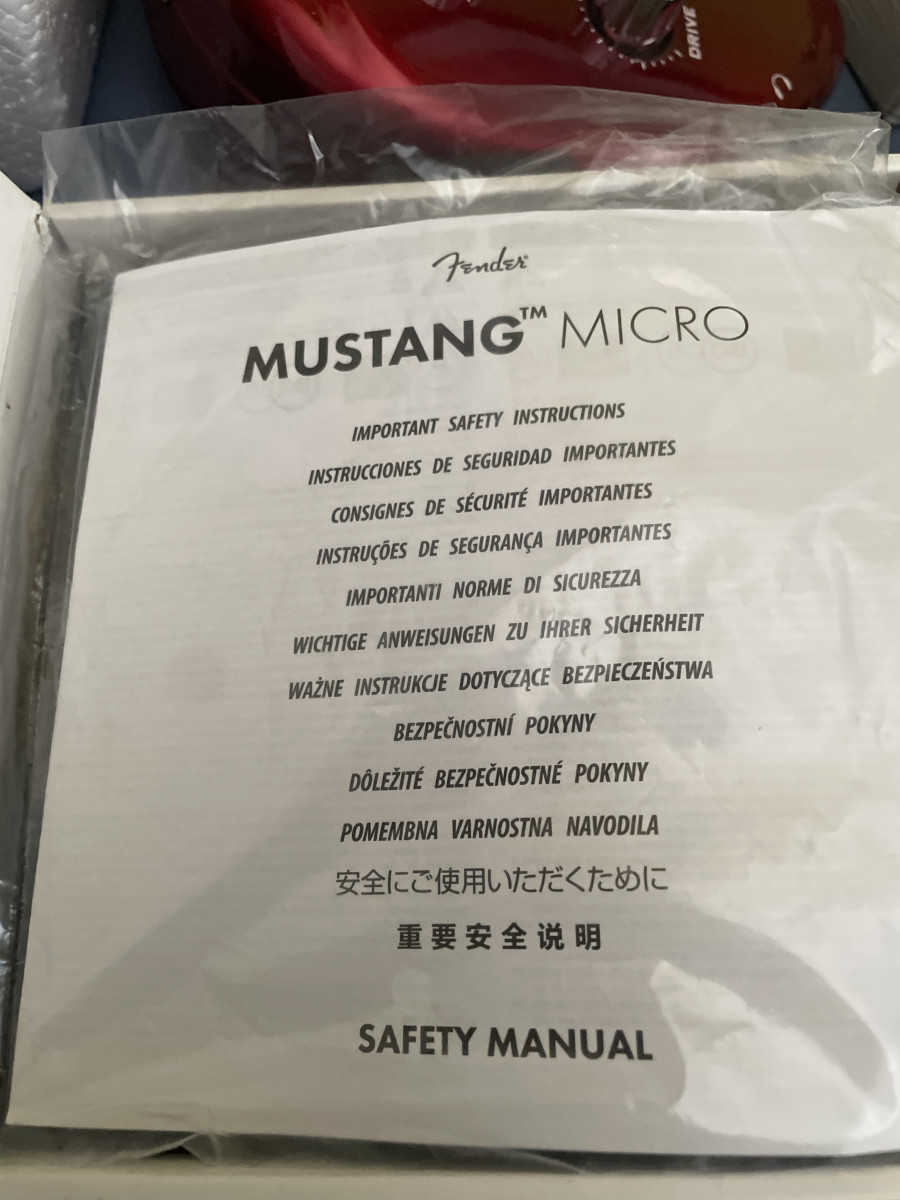 DRIVE
Fender®
MUSTANG™ MICRO
IMPORTANT SAFETY INSTRUCTIONS
INSTRUCCIONES DE SEGURIDAD IMPORTANTES
CONSIGNES DE SÉCURITÉ IMPORTANTES
INSTRUÇÕES DE SEGURANÇA IMPORTANTES
IMPORTANTI NORME DI SICUREZZA
WICHTIGE ANWEISUNGEN ZU IHRER SICHERHEIT
WAŻNE INSTRUKCJE DOTYCZĄCE BEZPIECZEŃSTWA
BEZPEČNOSTNÍ POKYNY
DÔLEŽITÉ BEZPEČNOSTNÉ POKYNY
POMEMBNA VARNOSTNA NAVODILA
安全にご使用いただくために
重要安全说明
SAFETY MANUAL